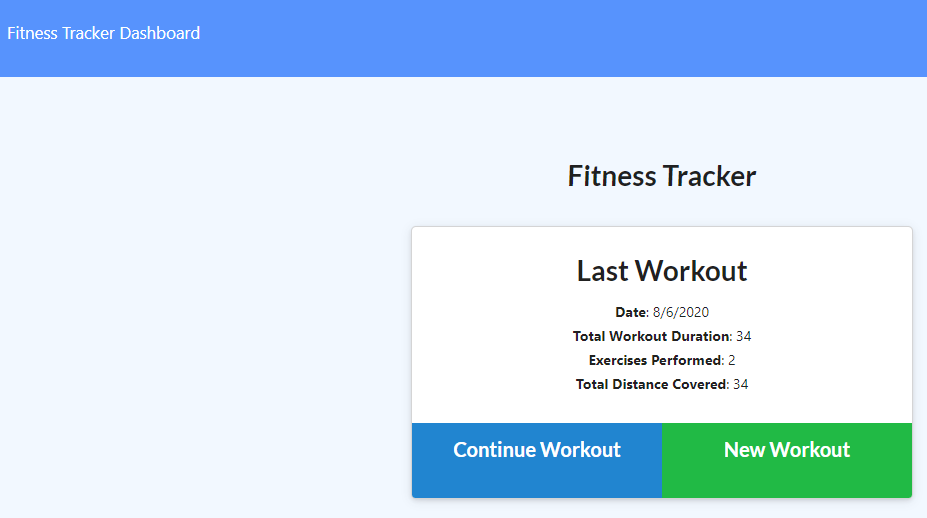 Fitness Tracker Dashboard
Fitness Tracker
Last Workout
Date: 8/6/2020
Total Workout Duration: 34
Exercises Performed: 2
Total Distance Covered: 34
Continue Workout
New Workout